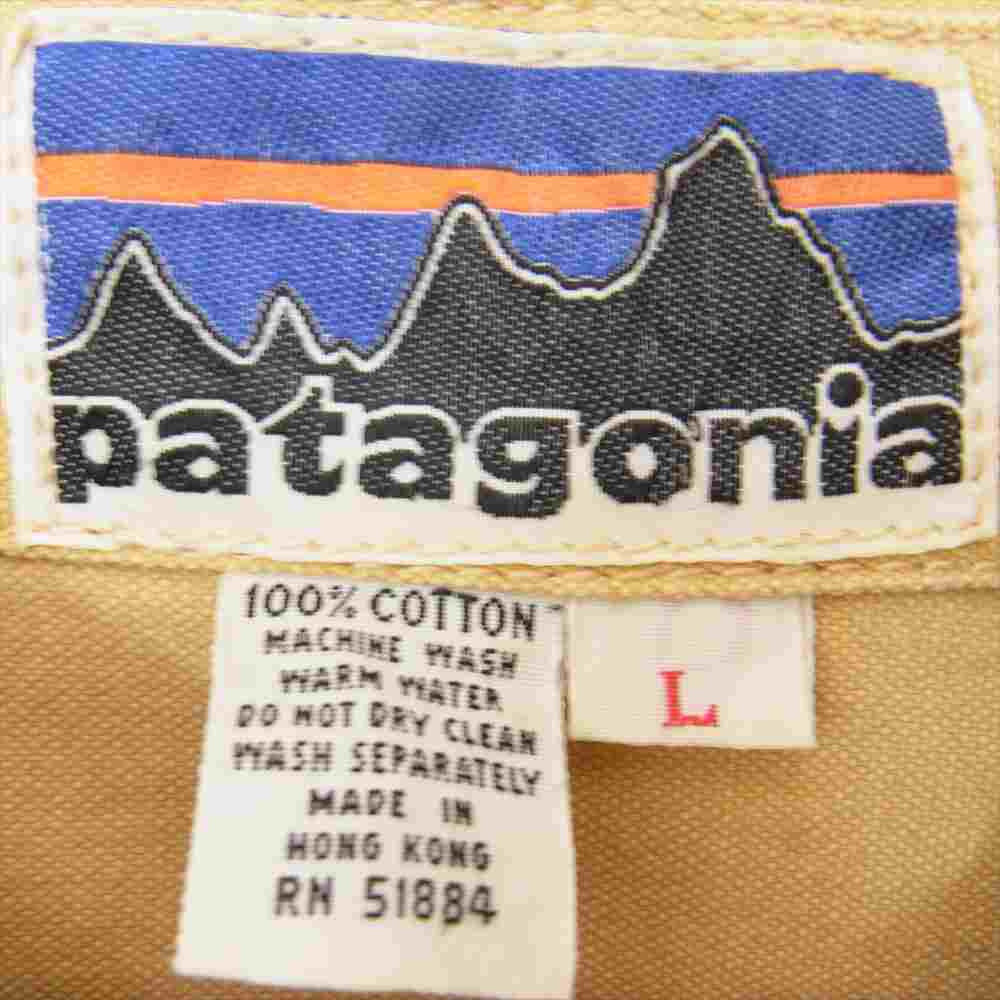 patagonia
100% COTTON
MACHINE WASH
WARM WATER
DO NOT DRY CLEAN
WASH SEPARATELY
MADE IN
HONG KONG
RN 51884
L